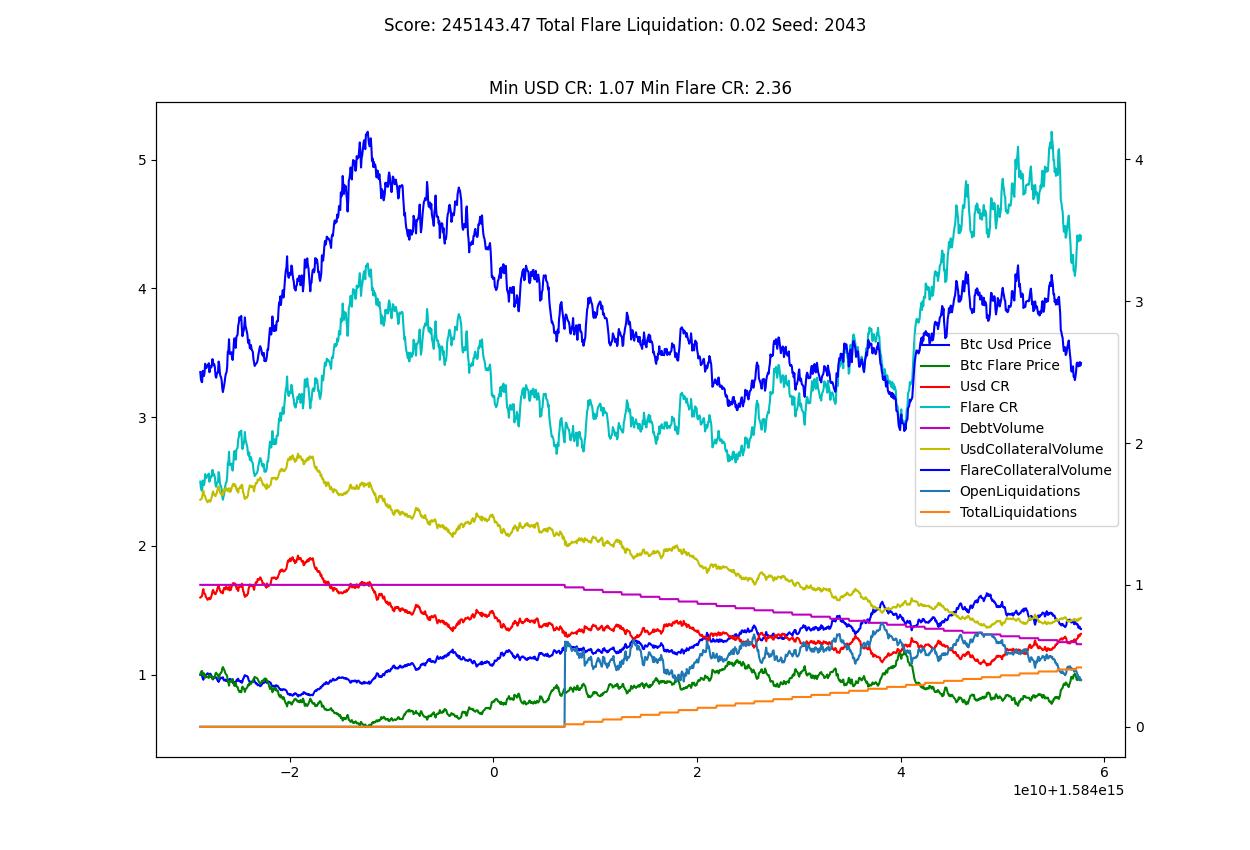 Score: 245143.47 Total Flare Liquidation: 0.02 Seed: 2043
Min USD CR: 1.07 Min Flare CR: 2.36
5
4
3
2
1
4
3
2
1
0
Btc Usd Price
Btc Flare Price
Usd CR
Flare CR
DebtVolume
UsdCollateralVolume
FlareCollateralVolume
OpenLiquidations
TotalLiquidations
−2 0 2 4 6
1e10+1.584e15